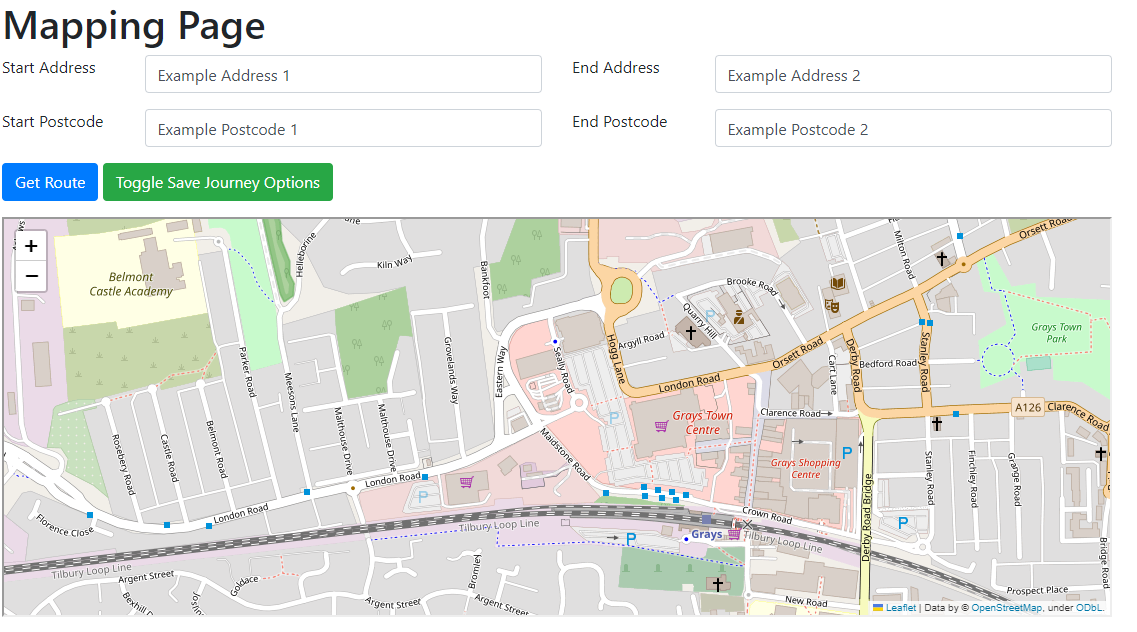 Mapping Page
Start Address
Example Address 1
End Address
Example Address 2
Start Postcode
Example Postcode 1
End Postcode
Example Postcode 2
Get Route
Toggle Save Journey Options
+
−
Belmont
Castle Academy
Helleborine
Kiln Way
Bankfoot
Milton Road
Orsett Road
Brooke Road
Quarry Hill
Argyll Road
Hogg Lane
Grays Town
Park
Parker Road
Meesons Lane
Grovelands Way
Eastern Way
Seally Road
London Road
Orsett Road
Derby Road
Bedford Road
Stanley Road
Cart Lane
Rosebery Road
Castle Road
Belmont Road
Malthouse Drive
Malthouse Drive
Maidstone Road
P
Grays Town
Centre
Clarence Road
A126
Clarence Road
London Road
P
P
Grays Shopping
Centre
P
Stanley Road
Finchley Road
Grange Road
Derby Road Bridge
London Road
Florence Close
Crown Road
Tilbury Loop Line
P
Grays
Tilbury Loop Line
P
Bridge Road
Tilbury Loop Line
Argent Street
Goldace
Bromley
Argent Street
Argent Street
New Road
Prospect Place
Leaflet | Data by © OpenStreetMap, under ODbL.